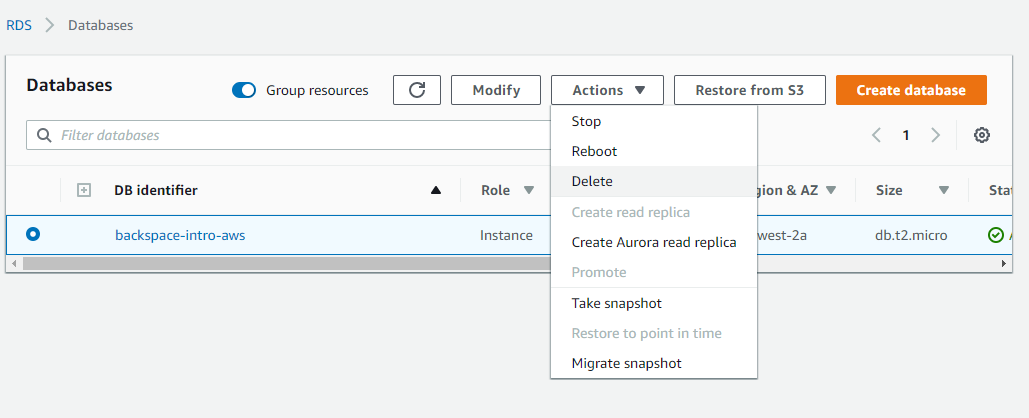 RDS > Databases
Databases Group resources Modify Actions Restore from S3 Create database
Filter databases 1
DB identifier Role gion & AZ Size Stat
backspace-intro-aws Instance west-2a db.t2.micro A
Stop
Reboot
Delete
Create read replica
Create Aurora read replica
Promote
Take snapshot
Restore to point in time
Migrate snapshot